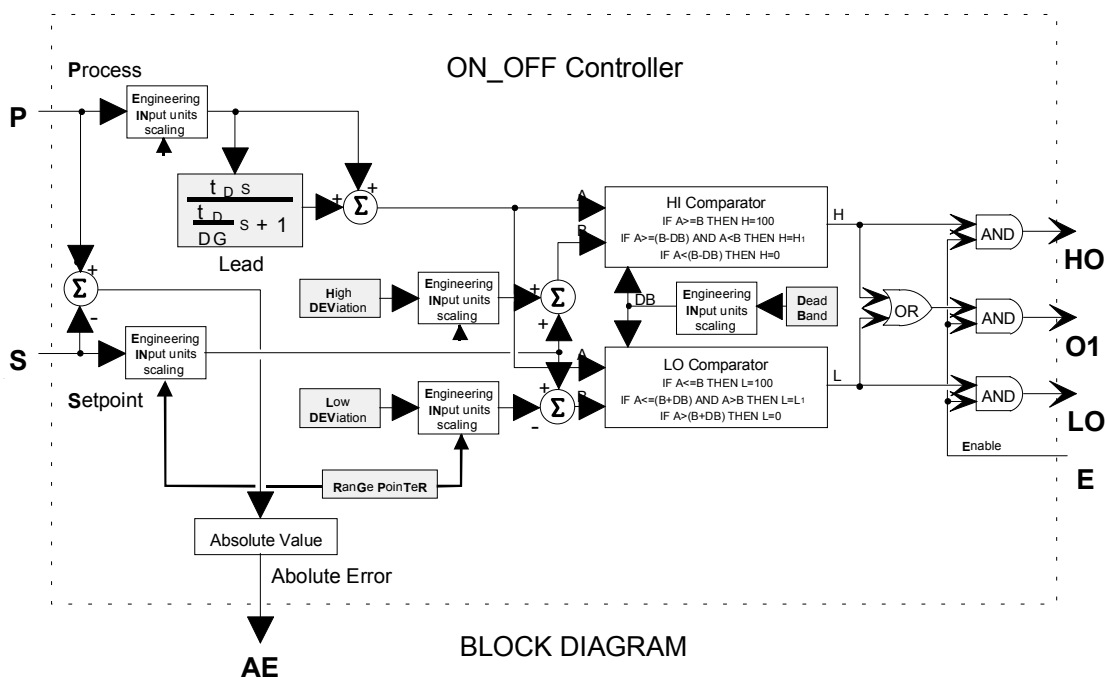 ON_OFF Controller
Process
P
Engineering
INput units
scaling
t D S
t D
DG
S + 1
Lead
+
+
Σ
A
B
HI Comparator
IF A>=B THEN H=100
IF A>=(B-DB) AND A<B THEN H=H1
IF A<(B-DB) THEN H=0
H
AND
HO
+
Σ
-
High
DEViation
Engineering
INput units
scaling
+
Σ
+
DB
Engineering
INput units
scaling
Dead
Band
OR
AND
O1
S
Engineering
INput units
scaling
Setpoint
A
B
LO Comparator
IF A<=B THEN L=100
IF A<=(B+DB) AND A>B THEN L=L1
IF A>(B+DB) THEN L=0
L
AND
LO
Low
DEViation
Engineering
INput units
scaling
+
Σ
-
Enable
E
RanGe PoinTeR
Absolute Value
Abolute Error
AE
BLOCK DIAGRAM